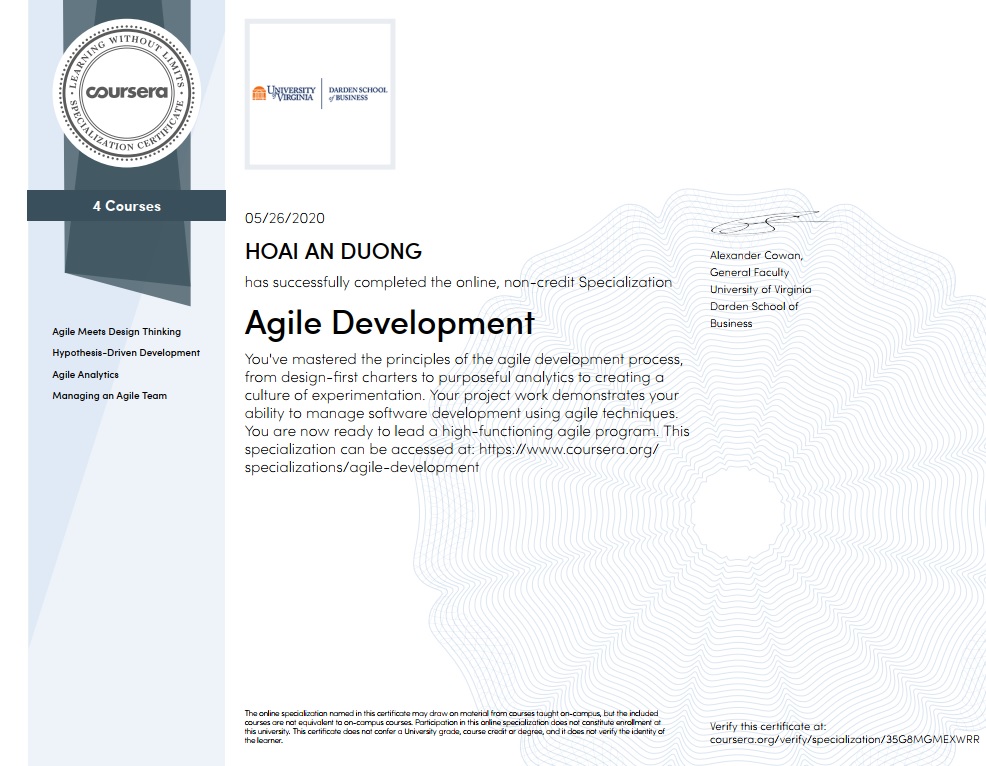 LEARNING WITHOUT LIMITS
coursera
SPECIALIZATION CERTIFICATE
4 Courses
Agile Meets Design Thinking
Hypothesis-Driven Development
Agile Analytics
Managing an Agile Team
UNIVERSITY of VIRGINIA
DARDEN SCHOOL
of BUSINESS
05/26/2020
HOAI AN DUONG
has successfully completed the online, non-credit Specialization
Agile Development
You've mastered the principles of the agile development process,
from design-first charters to purposeful analytics to creating a
culture of experimentation. Your project work demonstrates your
ability to manage software development using agile techniques.
You are now ready to lead a high-functioning agile program. This
specialization can be accessed at: https://www.coursera.org/
specializations/agile-development
Alexander Cowan,
General Faculty
University of Virginia
Darden School of
Business
The online specialization named in this certificate may draw on material from courses taught on-campus, but the included
courses are not equivalent to on-campus courses. Participation in this online specialization does not constitute enrollment at
this university. This certificate does not confer a University grade, course credit or degree, and it does not verify the identity of
the learner.
Verify this certificate at:
coursera.org/verify/specialization/35G8MGMEXWRR